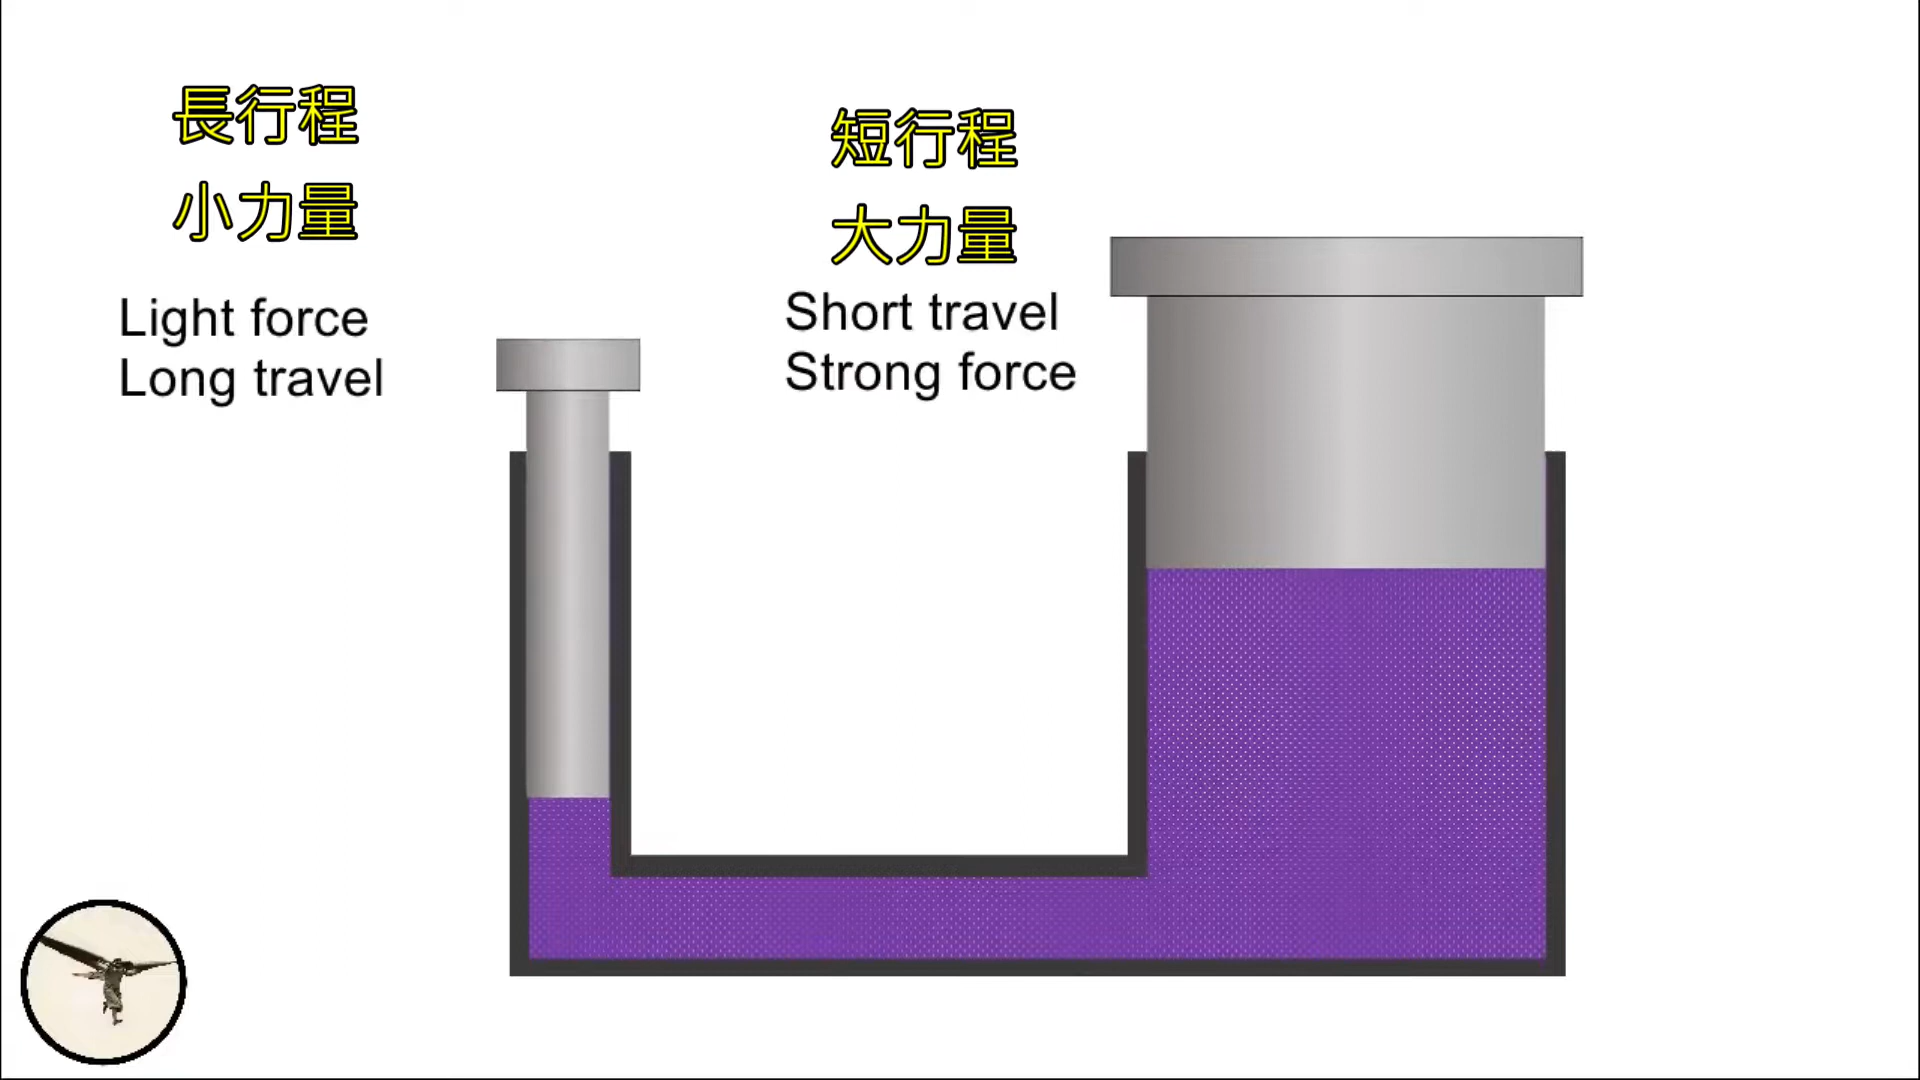 長行程
小力量
Light force
Long travel
短行程
大力量
Short travel
Strong force